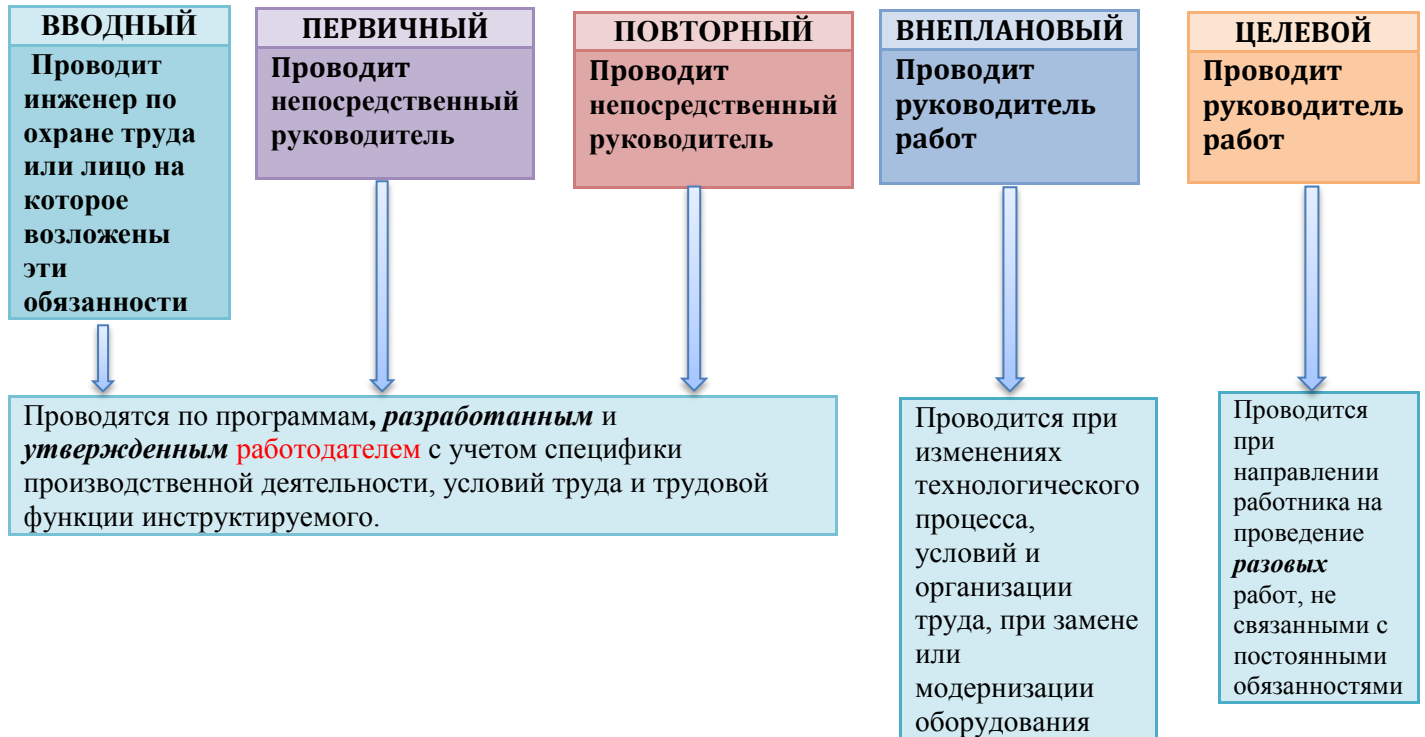 ВВОДНЫЙ
Проводит
инженер по
охране труда
или лицо на
которое
возложены
эти
обязанности
ПЕРВИЧНЫЙ
Проводит
непосредственный
руководитель
ПОВТОРНЫЙ
Проводит
непосредственный
руководитель
ВНЕПЛАНОВЫЙ
Проводит
руководитель
работ
ЦЕЛЕВОЙ
Проводит
руководитель
работ
Проводятся по программам, разработанным и
утвержденным работодателем с учетом специфики
производственной деятельности, условий труда и трудовой
функции инструктируемого.
Проводится при
изменениях
технологического
процесса,
условий и
организации
труда, при замене
или
модернизации
оборудования
Проводится
при
направлении
работника на
проведение
разовых
работ, не
связанными с
постоянными
обязанностями